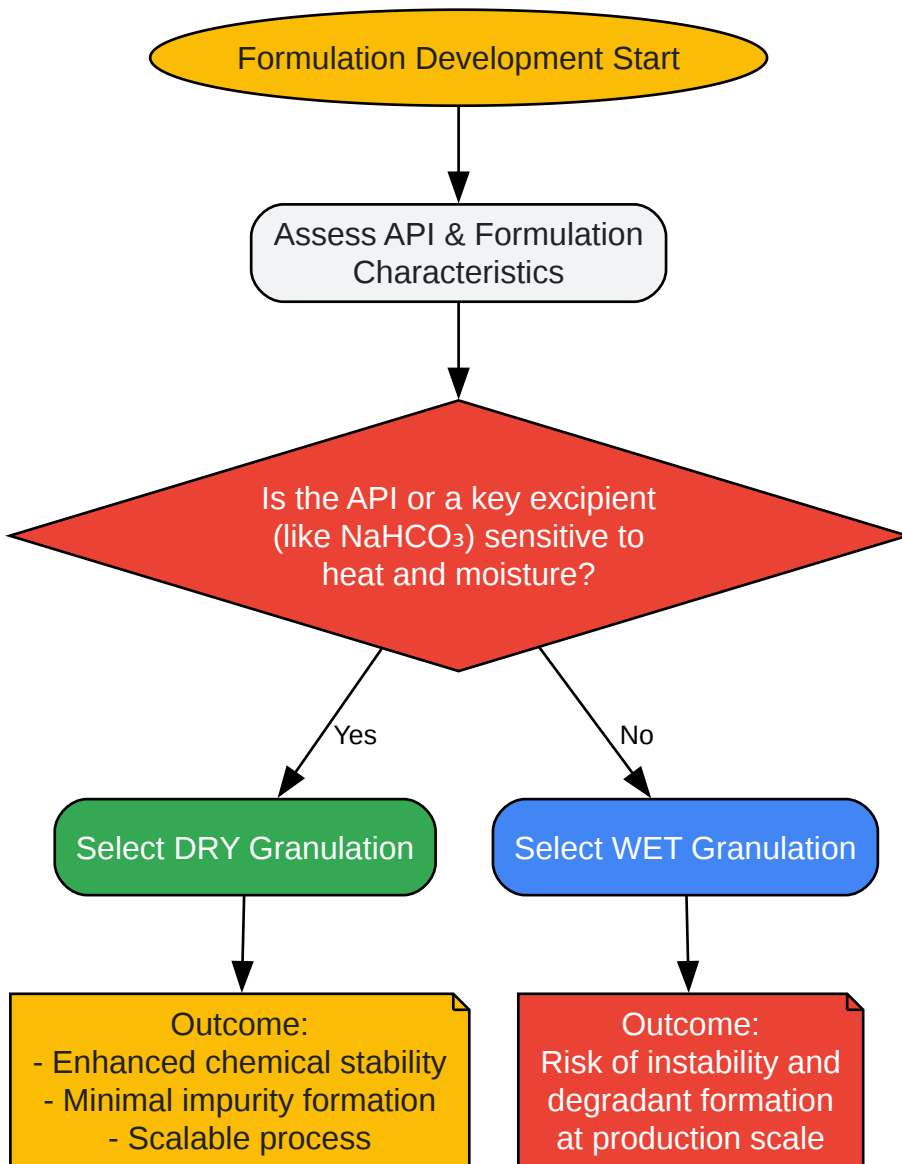 Formulation Development Start
Assess API & Formulation
Characteristics
Is the API or a key excipient
(like NaHCO₃) sensitive to
heat and moisture?
Yes
No
Select DRY Granulation
Select WET Granulation
Outcome:
- Enhanced chemical stability
- Minimal impurity formation
- Scalable process
Outcome:
Risk of instability and
degradant formation
at production scale